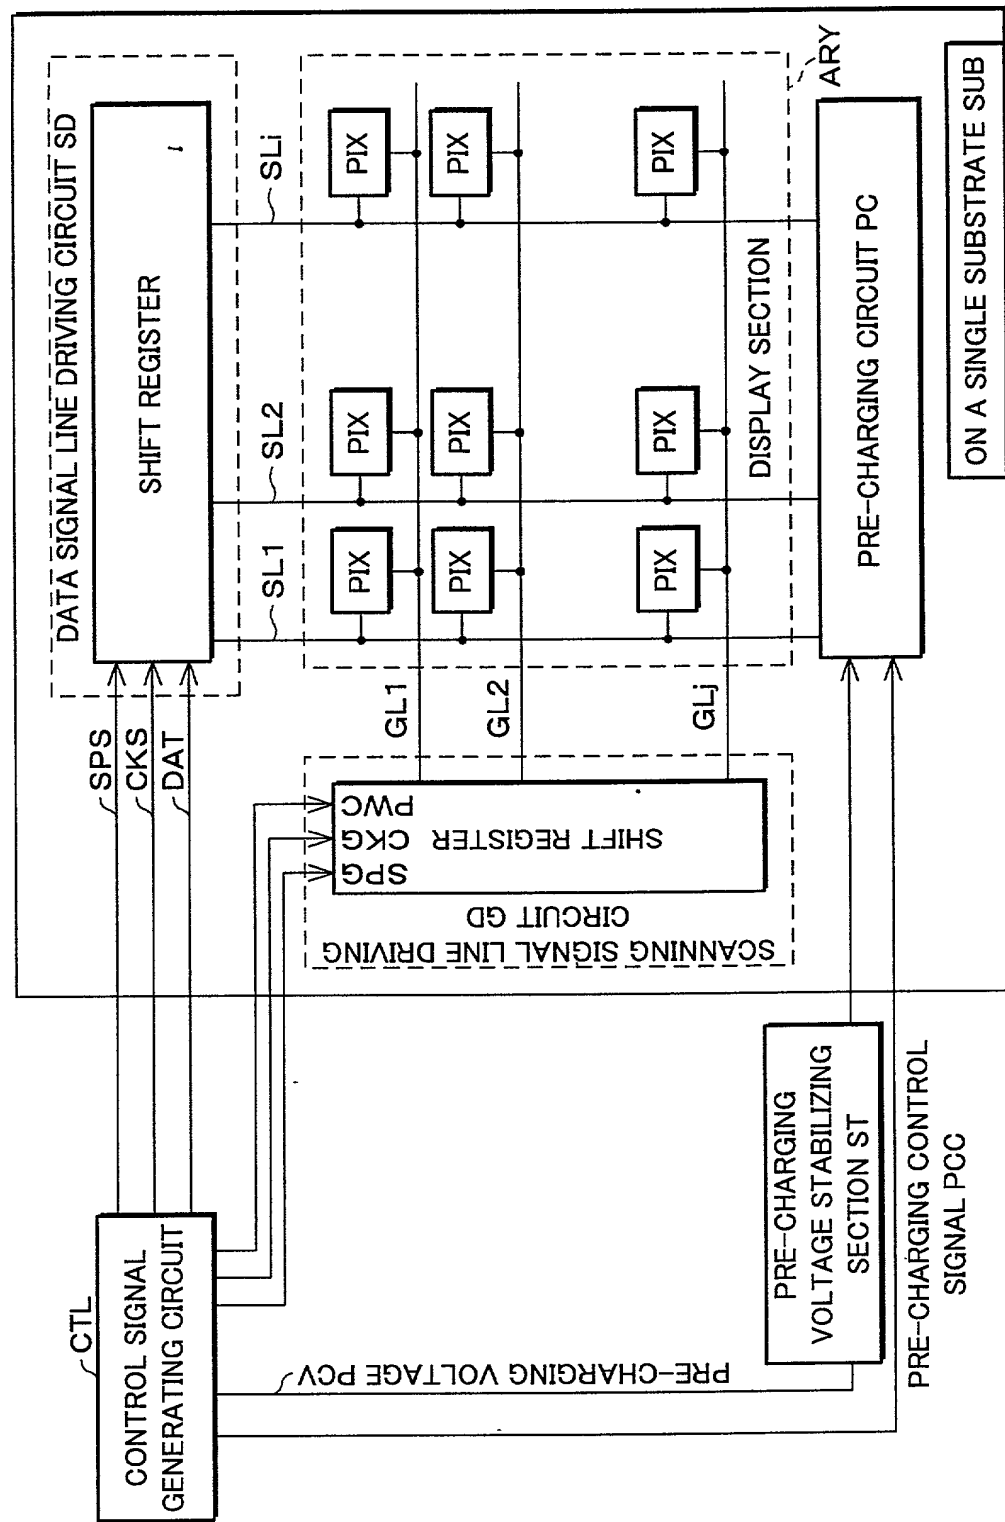 CTL
CONTROL SIGNAL
GENERATING CIRCUIT
SPS
CKS
DAT
DATA SIGNAL LINE DRIVING CIRCUIT SD
SHIFT REGISTER
SL1
SL2
SLi
PIX
PIX
PIX
PIX
PIX
PIX
PIX
PIX
PIX
GL1
GL2
GLj
ARY
DISPLAY SECTION
SPG
CKG
PWC
SHIFT REGISTER
SCANNING SIGNAL LINE DRIVING
CIRCUIT GD
PRE-CHARGING VOLTAGE PCV
PRE-CHARGING
VOLTAGE STABILIZING
SECTION ST
PRE-CHARGING CONTROL
SIGNAL PCC
PRE-CHARGING CIRCUIT PC
ON A SINGLE SUBSTRATE SUB